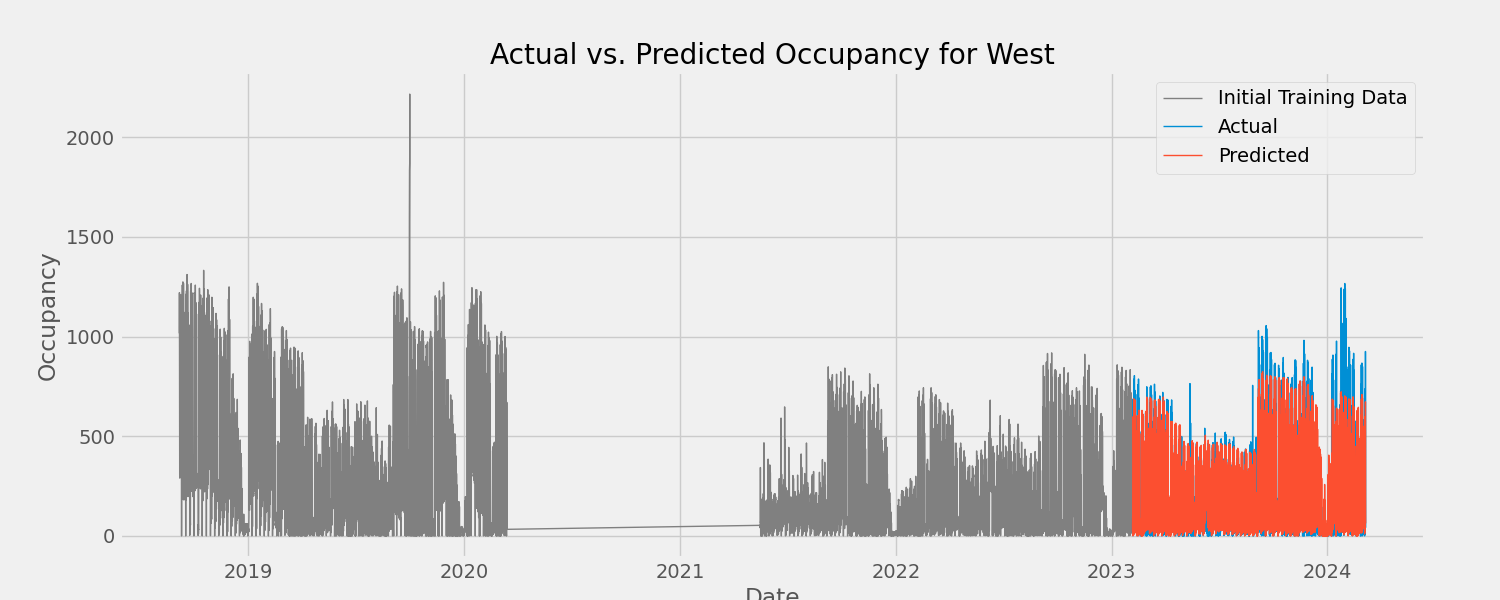 Actual vs. Predicted Occupancy for West
Initial Training Data
Actual
Predicted
2000
1500
1000
500
0
Occupancy
2019
2020
2021
2022
2023
2024
Date